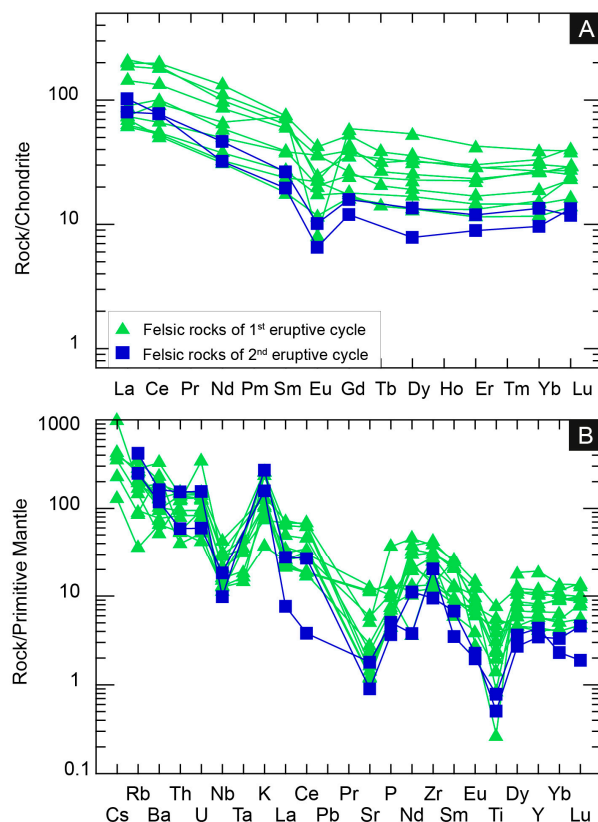 A
100
10
1
Rock/Chondrite
Felsic rocks of 1st eruptive cycle
Felsic rocks of 2nd eruptive cycle
La Ce Pr Nd Pm Sm Eu Gd Tb Dy Ho Er Tm Yb Lu
B
1000
100
10
1
0.1
Rock/Primitive Mantle
Rb Th Nb K Ce Pr P Zr Eu Dy Yb
Cs Ba U Ta La Pb Sr Nd Sm Ti Y Lu